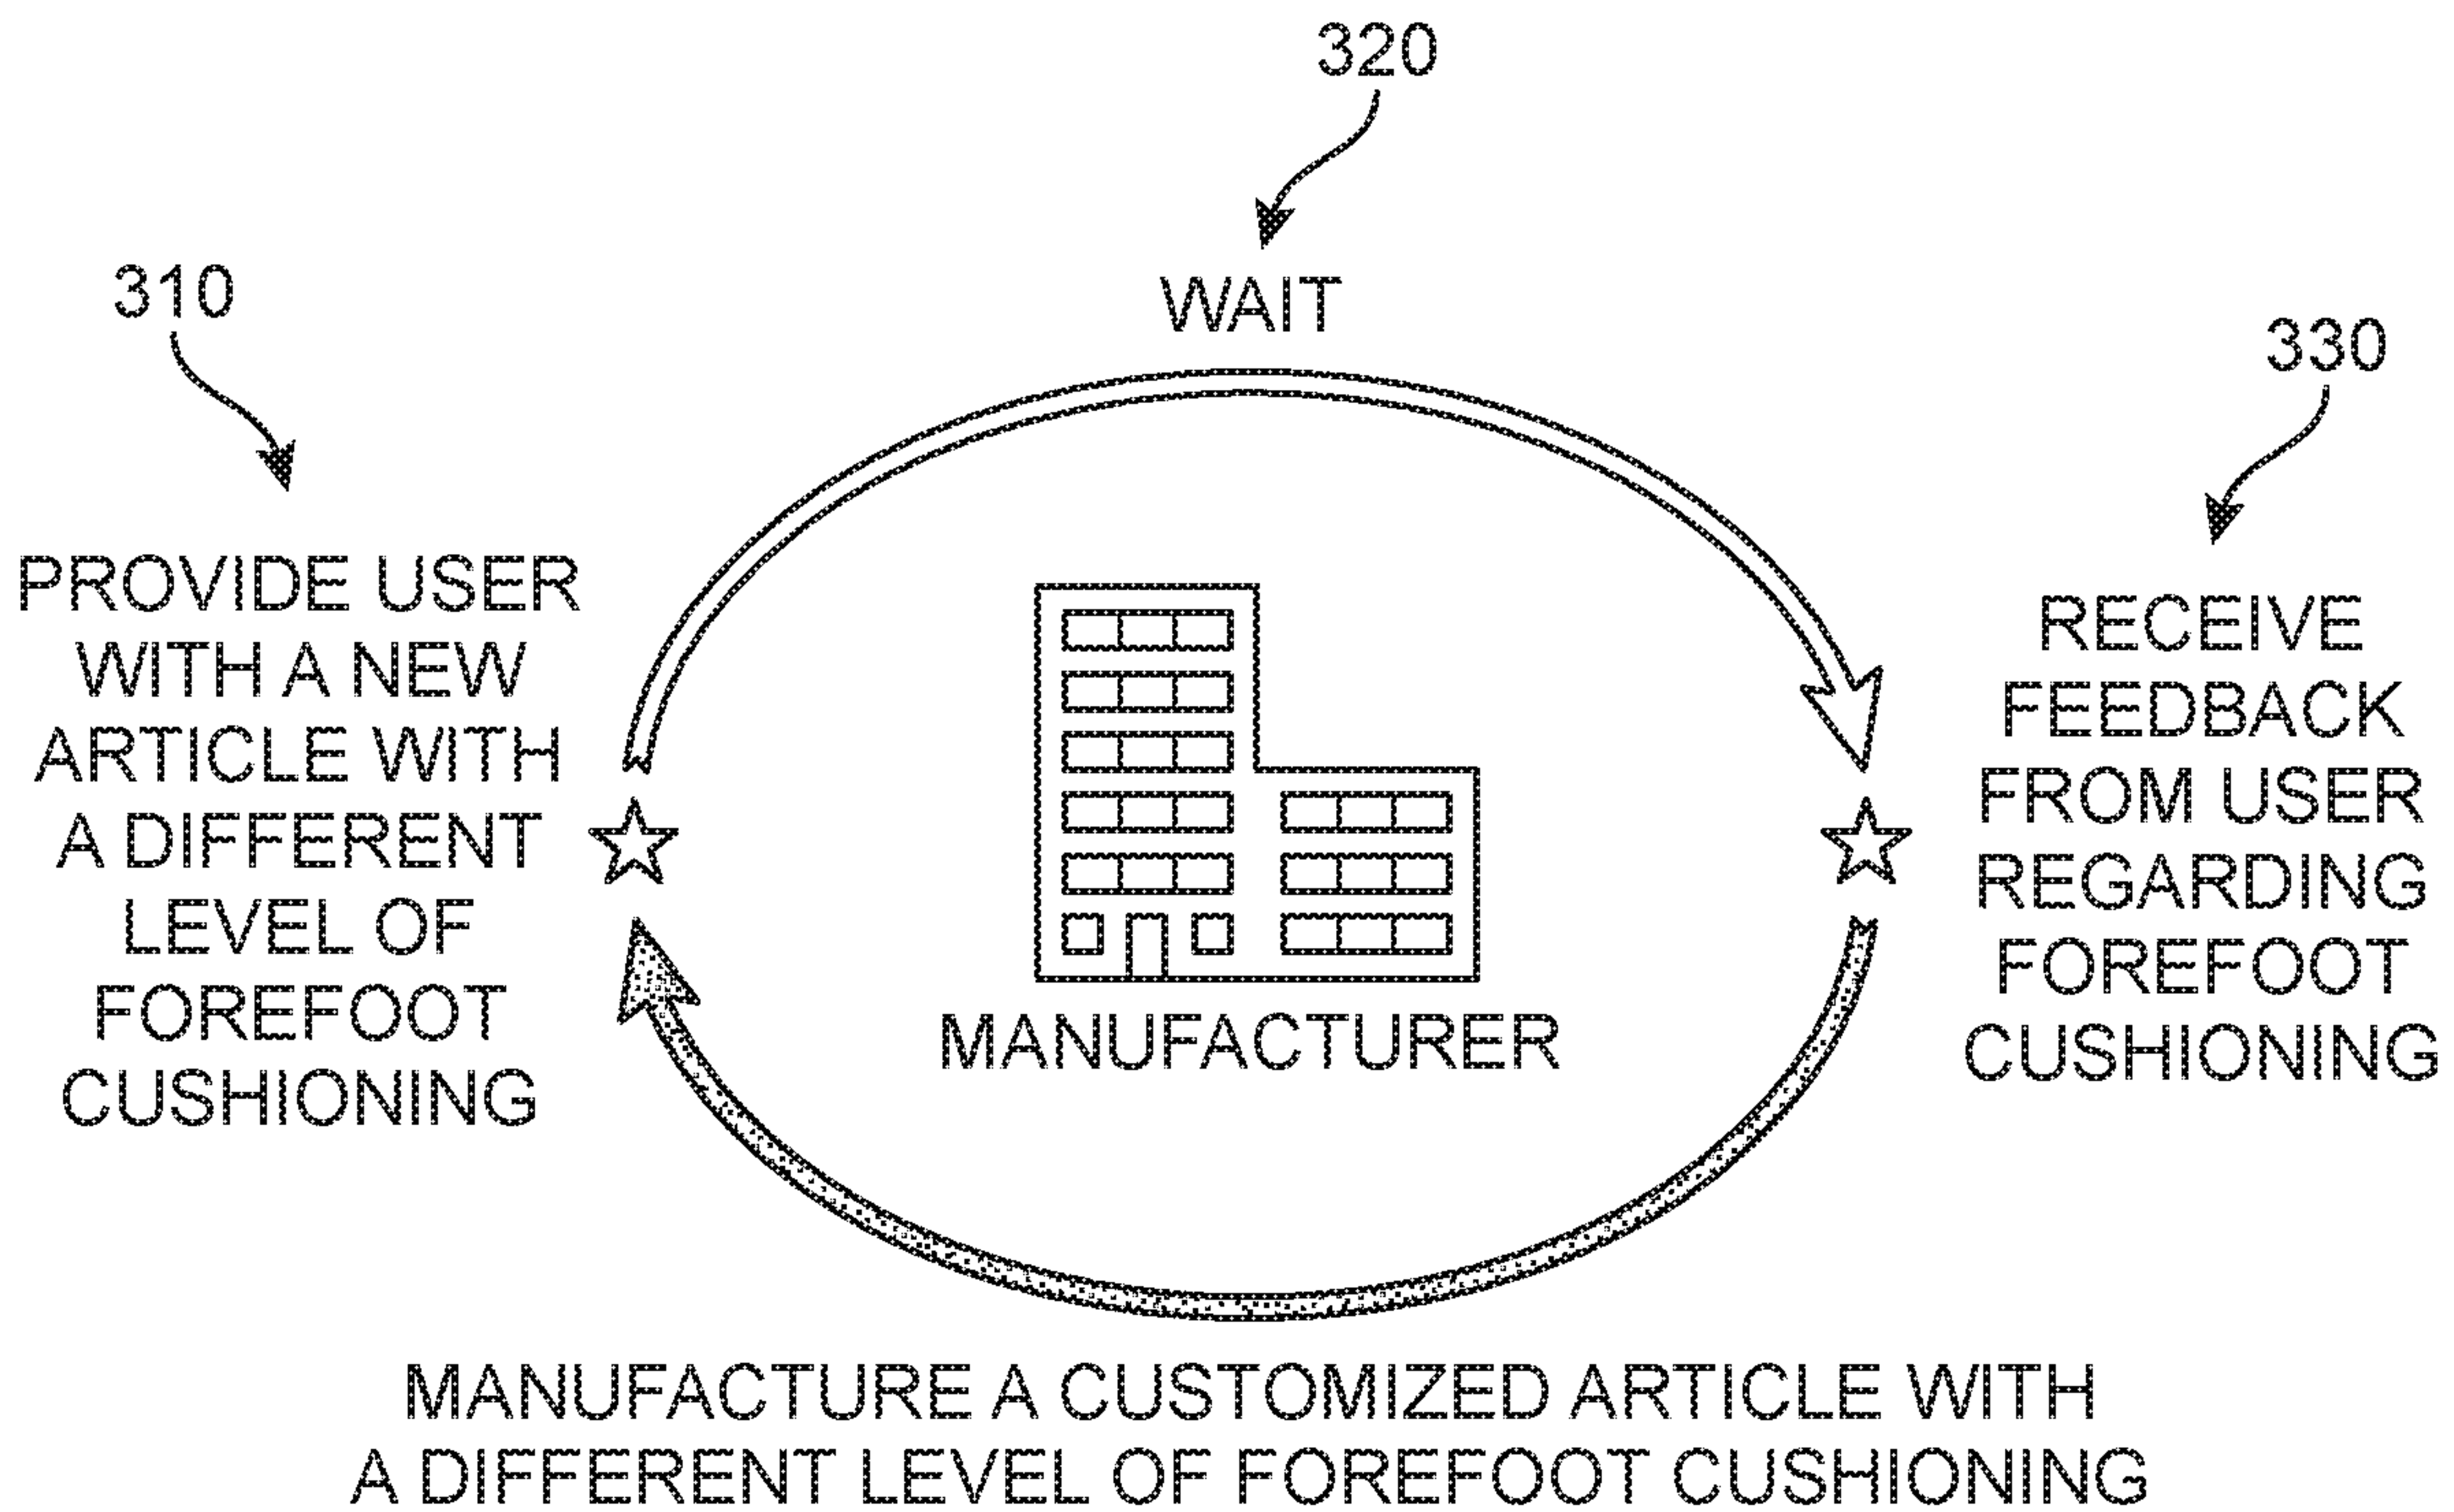 320
WAIT
310
PROVIDE USER
WITH A NEW
ARTICLE WITH
A DIFFERENT
LEVEL OF
FOREFOOT
CUSHIONING
330
RECEIVE
FEEDBACK
FROM USER
REGARDING
FOREFOOT
CUSHIONING
MANUFACTURER
MANUFACTURE A CUSTOMIZED ARTICLE WITH
A DIFFERENT LEVEL OF FOREFOOT CUSHIONING